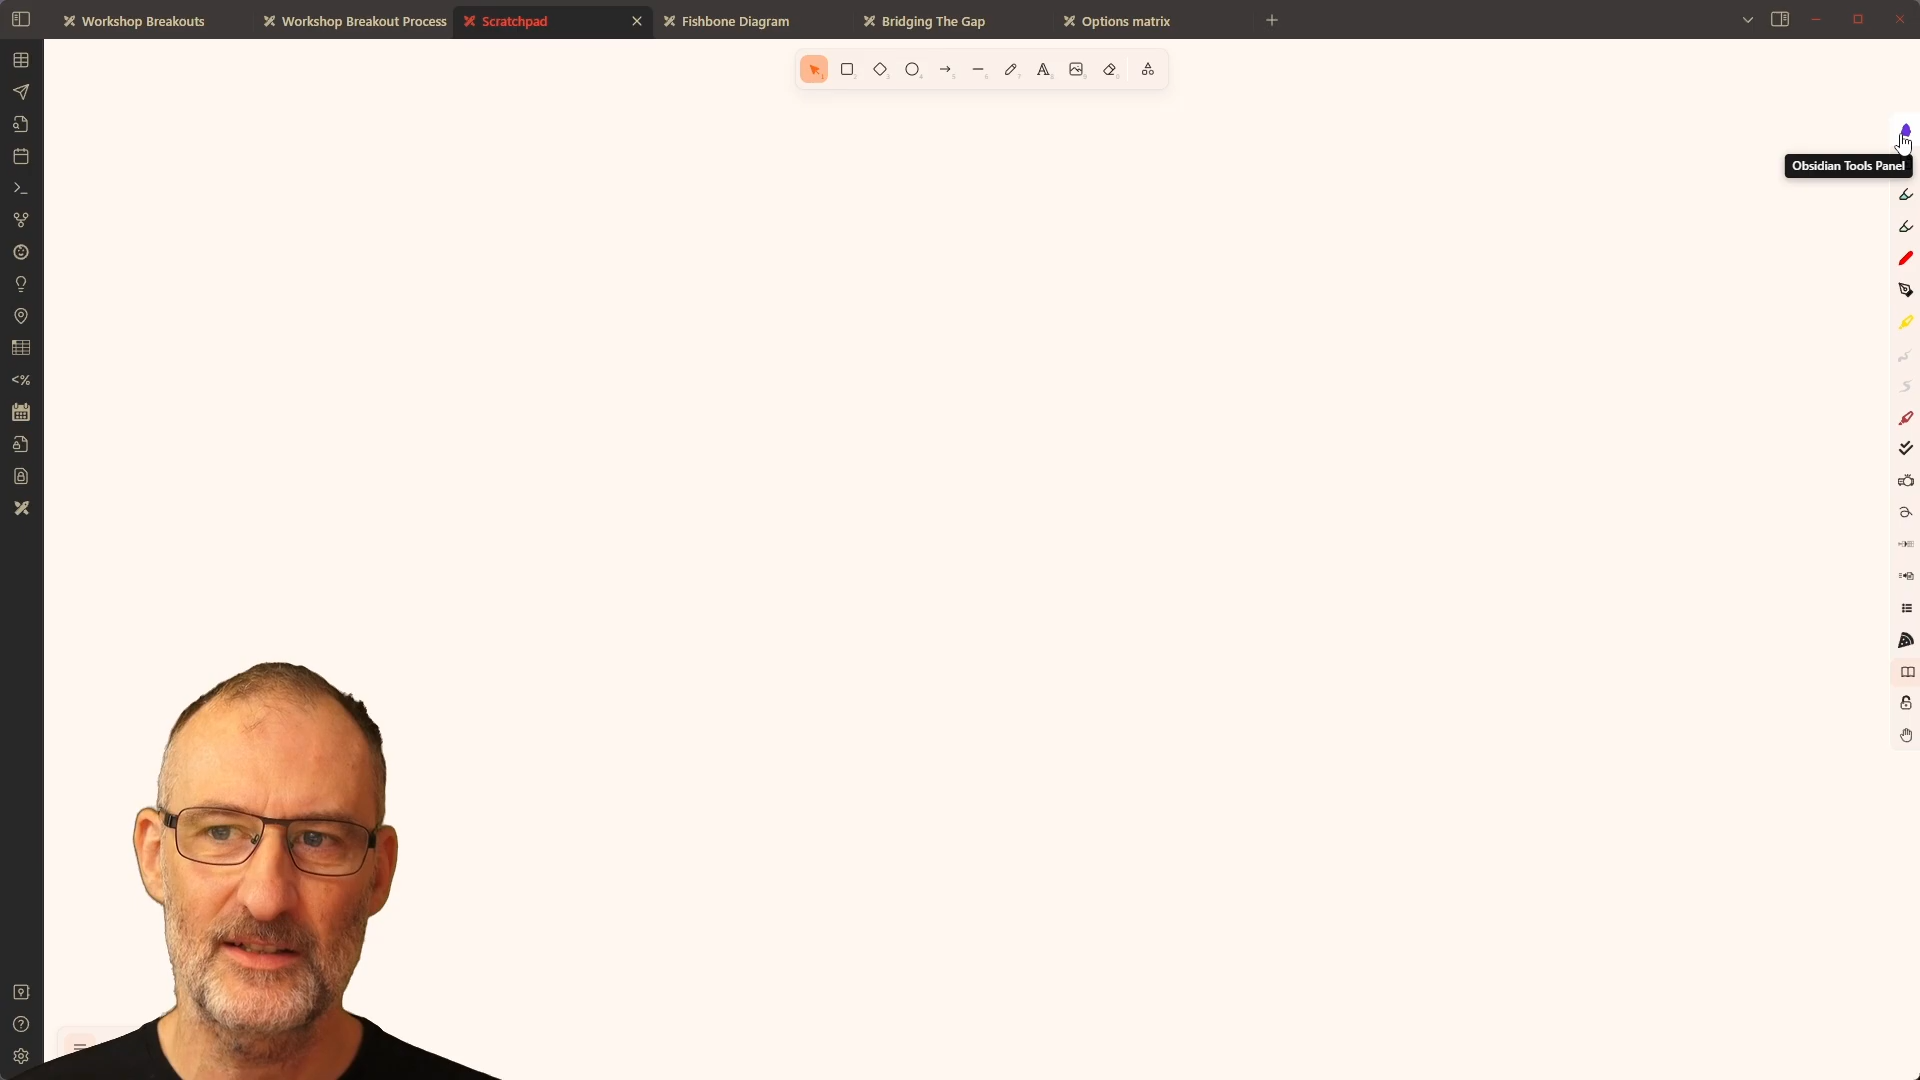 Workshop Breakouts
Workshop Breakout Process
Scratchpad
Fishbone Diagram
Bridging The Gap
Options matrix
Obsidian Tools Panel
<%